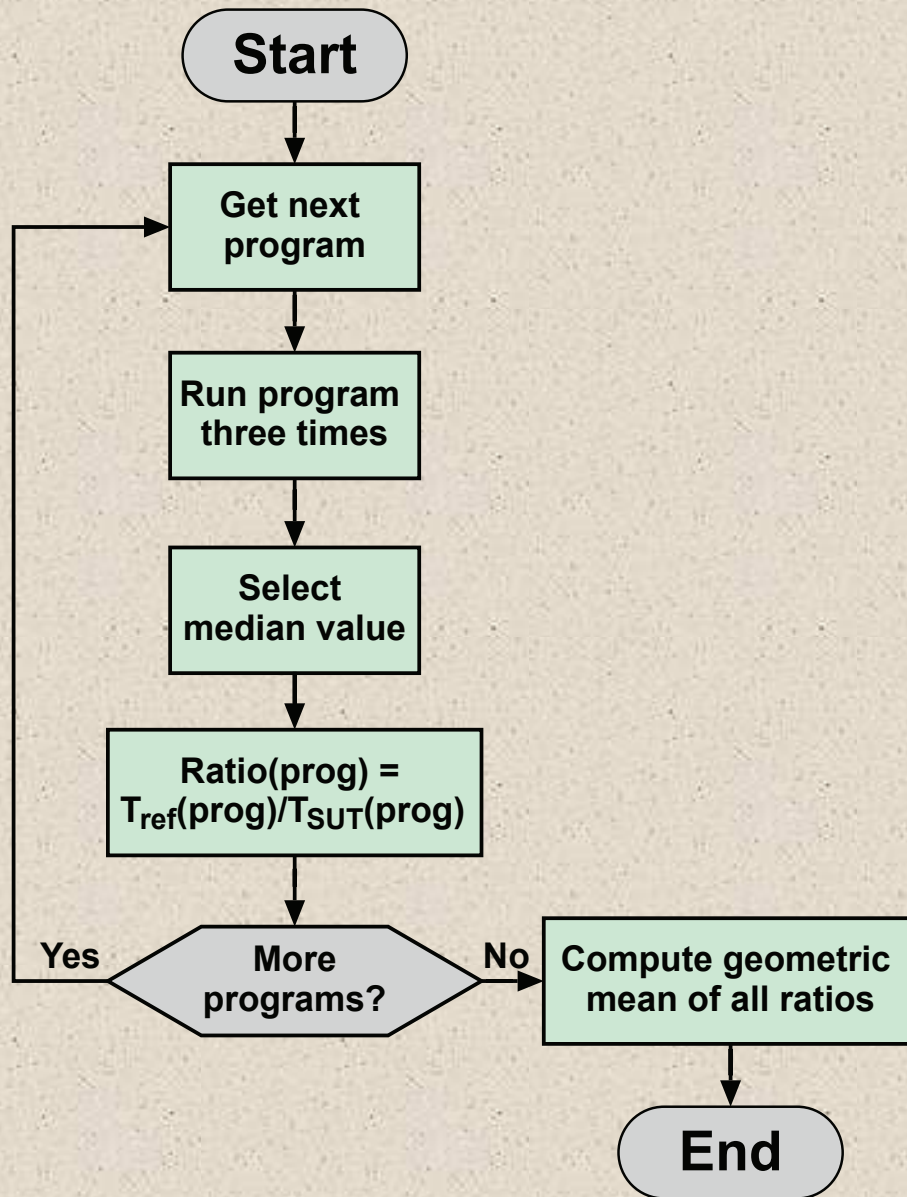 Start
Get next
program
Run program
three times
Select
median value
Ratio(prog) =
Tref(prog)/TSUT(prog)
More
programs?
Yes
No
Compute geometric
mean of all ratios
End